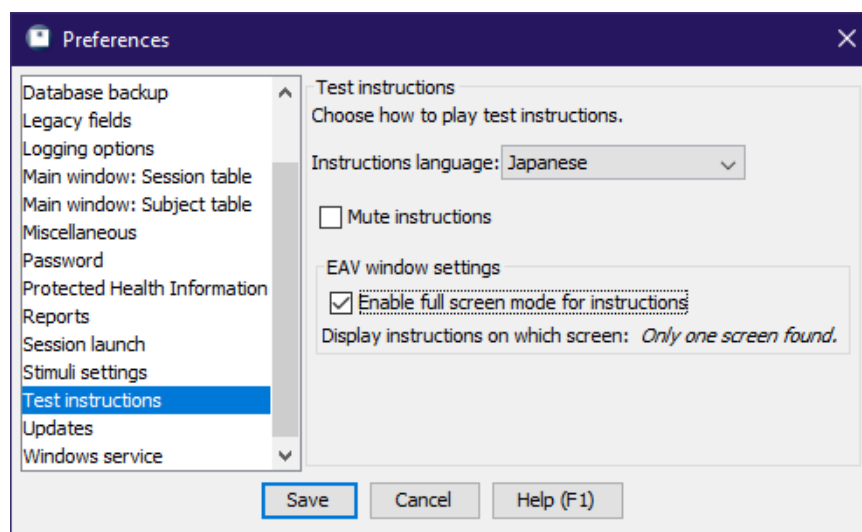 Preferences
Database backup
Legacy fields
Logging options
Main window: Session table
Main window: Subject table
Miscellaneous
Password
Protected Health Information
Reports
Session launch
Stimuli settings
Test instructions
Updates
Windows service
Test instructions
Choose how to play test instructions.
Instructions language: Japanese
Mute instructions
EAV window settings
Enable full screen mode for instructions
Display instructions on which screen: Only one screen found.
Save Cancel Help (F1)